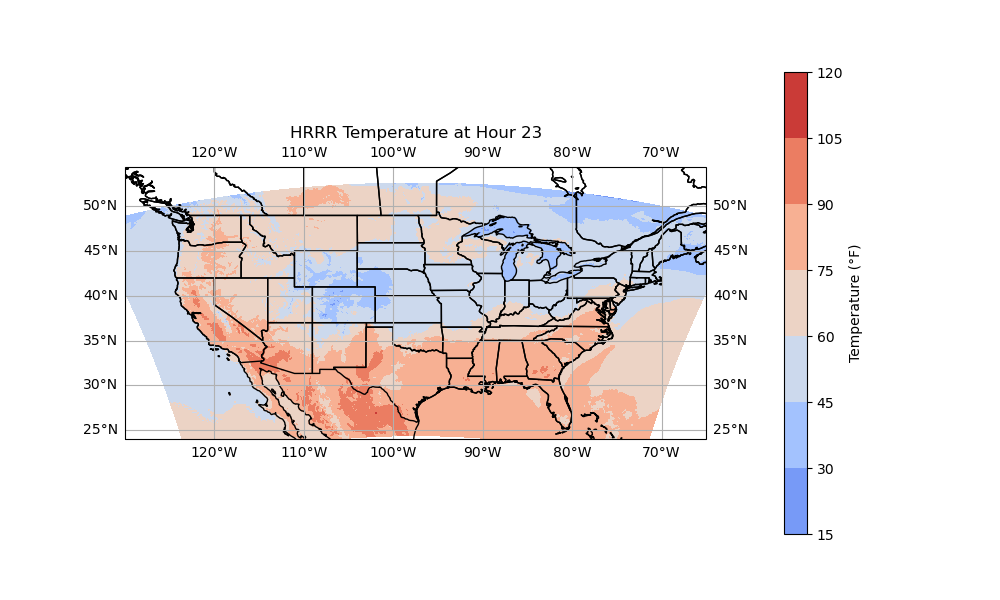 HRRR Temperature at Hour 23
120°W 110°W 100°W 90°W 80°W 70°W
50°N 50°N
45°N 45°N
40°N 40°N
35°N 35°N
30°N 30°N
25°N 25°N
120°W 110°W 100°W 90°W 80°W 70°W
120
105
90
75
60
45
30
15
Temperature (°F)